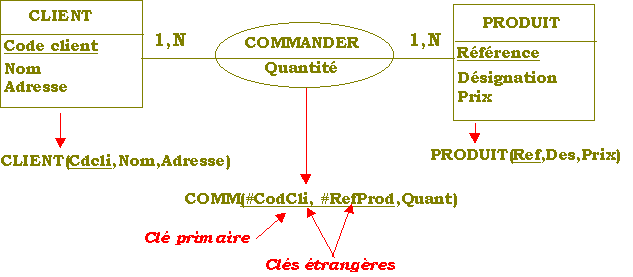 CLIENT
Code client
Nom
Adresse
1,N
COMMANDER
Quantité
1,N
PRODUIT
Référence
Désignation
Prix
CLIENT(Cdcli,Nom,Adresse)
PRODUIT(Ref,Des,Prix)
COMM(#CodCli, #RefProd,Quant)
Clé primaire
Clés étrangères